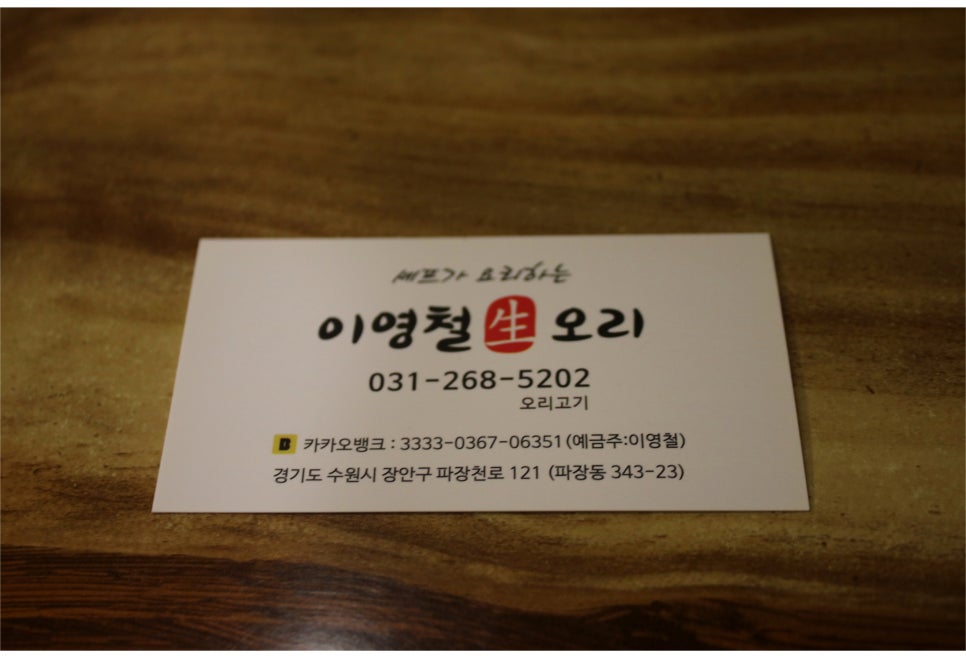 쎄프가 요리하는
이영철 生 오리
031-268-5202
오리고기
B 카카오뱅크 : 3333-0367-06351 (예금주:이영철)
경기도 수원시 장안구 파장천로 121 (파장동 343-23)